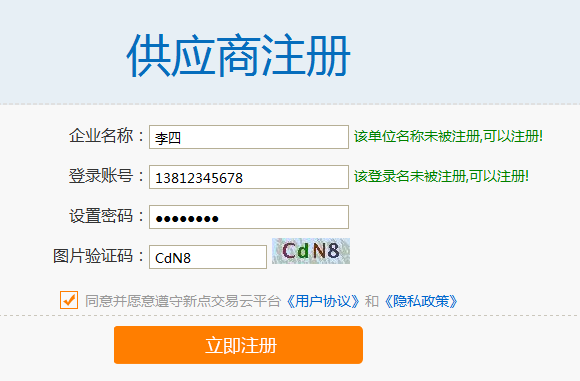 供应商注册
企业名称： 李四 该单位名称未被注册,可以注册!
登录账号： 13812345678 该登录名未被注册,可以注册!
设置密码： ●●●●●●●●
图片验证码： CdN8 CdN8
同意并愿意遵守新点交易云平台《用户协议》和《隐私政策》
立即注册